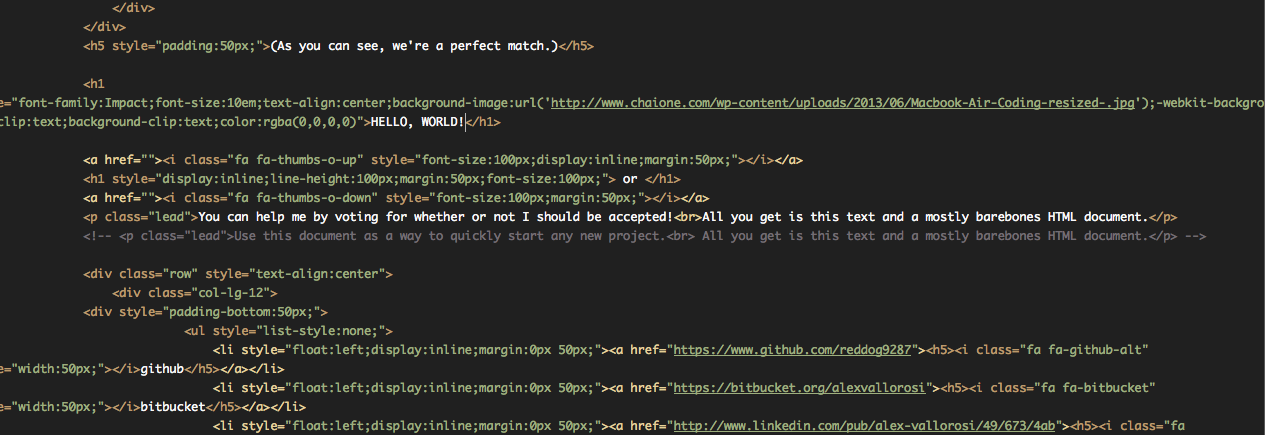 </div>
</div>
<h5 style="padding:50px;">(As you can see, we're a perfect match.)</h5>
<h1
e="font-family:Impact;font-size:10em;text-align:center;background-image:url('http://www.chaione.com/wp-content/uploads/2013/06/Macbook-Air-Coding-resized-.jpg');-webkit-backgro
clip:text;background-clip:text;color:rgba(0,0,0,0)">HELLO, WORLD!</h1>
<a href=""><i class="fa fa-thumbs-o-up" style="font-size:100px;display:inline;margin:50px;"></i></a>
<h1 style="display:inline;line-height:100px;margin:50px;font-size:100px;"> or </h1>
<a href=""><i class="fa fa-thumbs-o-down" style="font-size:100px;margin:50px;"></i></a>
<p class="lead">You can help me by voting for whether or not I should be accepted!<br>All you get is this text and a mostly barebones HTML document.</p>
<!-- <p class="lead">Use this document as a way to quickly start any new project.<br> All you get is this text and a mostly barebones HTML document.</p> -->
<div class="row" style="text-align:center">
<div class="col-lg-12">
<div style="padding-bottom:50px;">
<ul style="list-style:none;">
<li style="float:left;display:inline;margin:0px 50px;"><a href="https://www.github.com/reddog9287"><h5><i class="fa fa-github-alt"
e="width:50px;"></i>github</h5></a></li>
<li style="float:left;display:inline;margin:0px 50px;"><a href="https://bitbucket.org/alexvallorosi"><h5><i class="fa fa-bitbucket"
e="width:50px;"></i>bitbucket</h5></a></li>
<li style="float:left;display:inline;margin:0px 50px;"><a href="http://www.linkedin.com/pub/alex-vallorosi/49/673/4ab"><h5><i class="fa